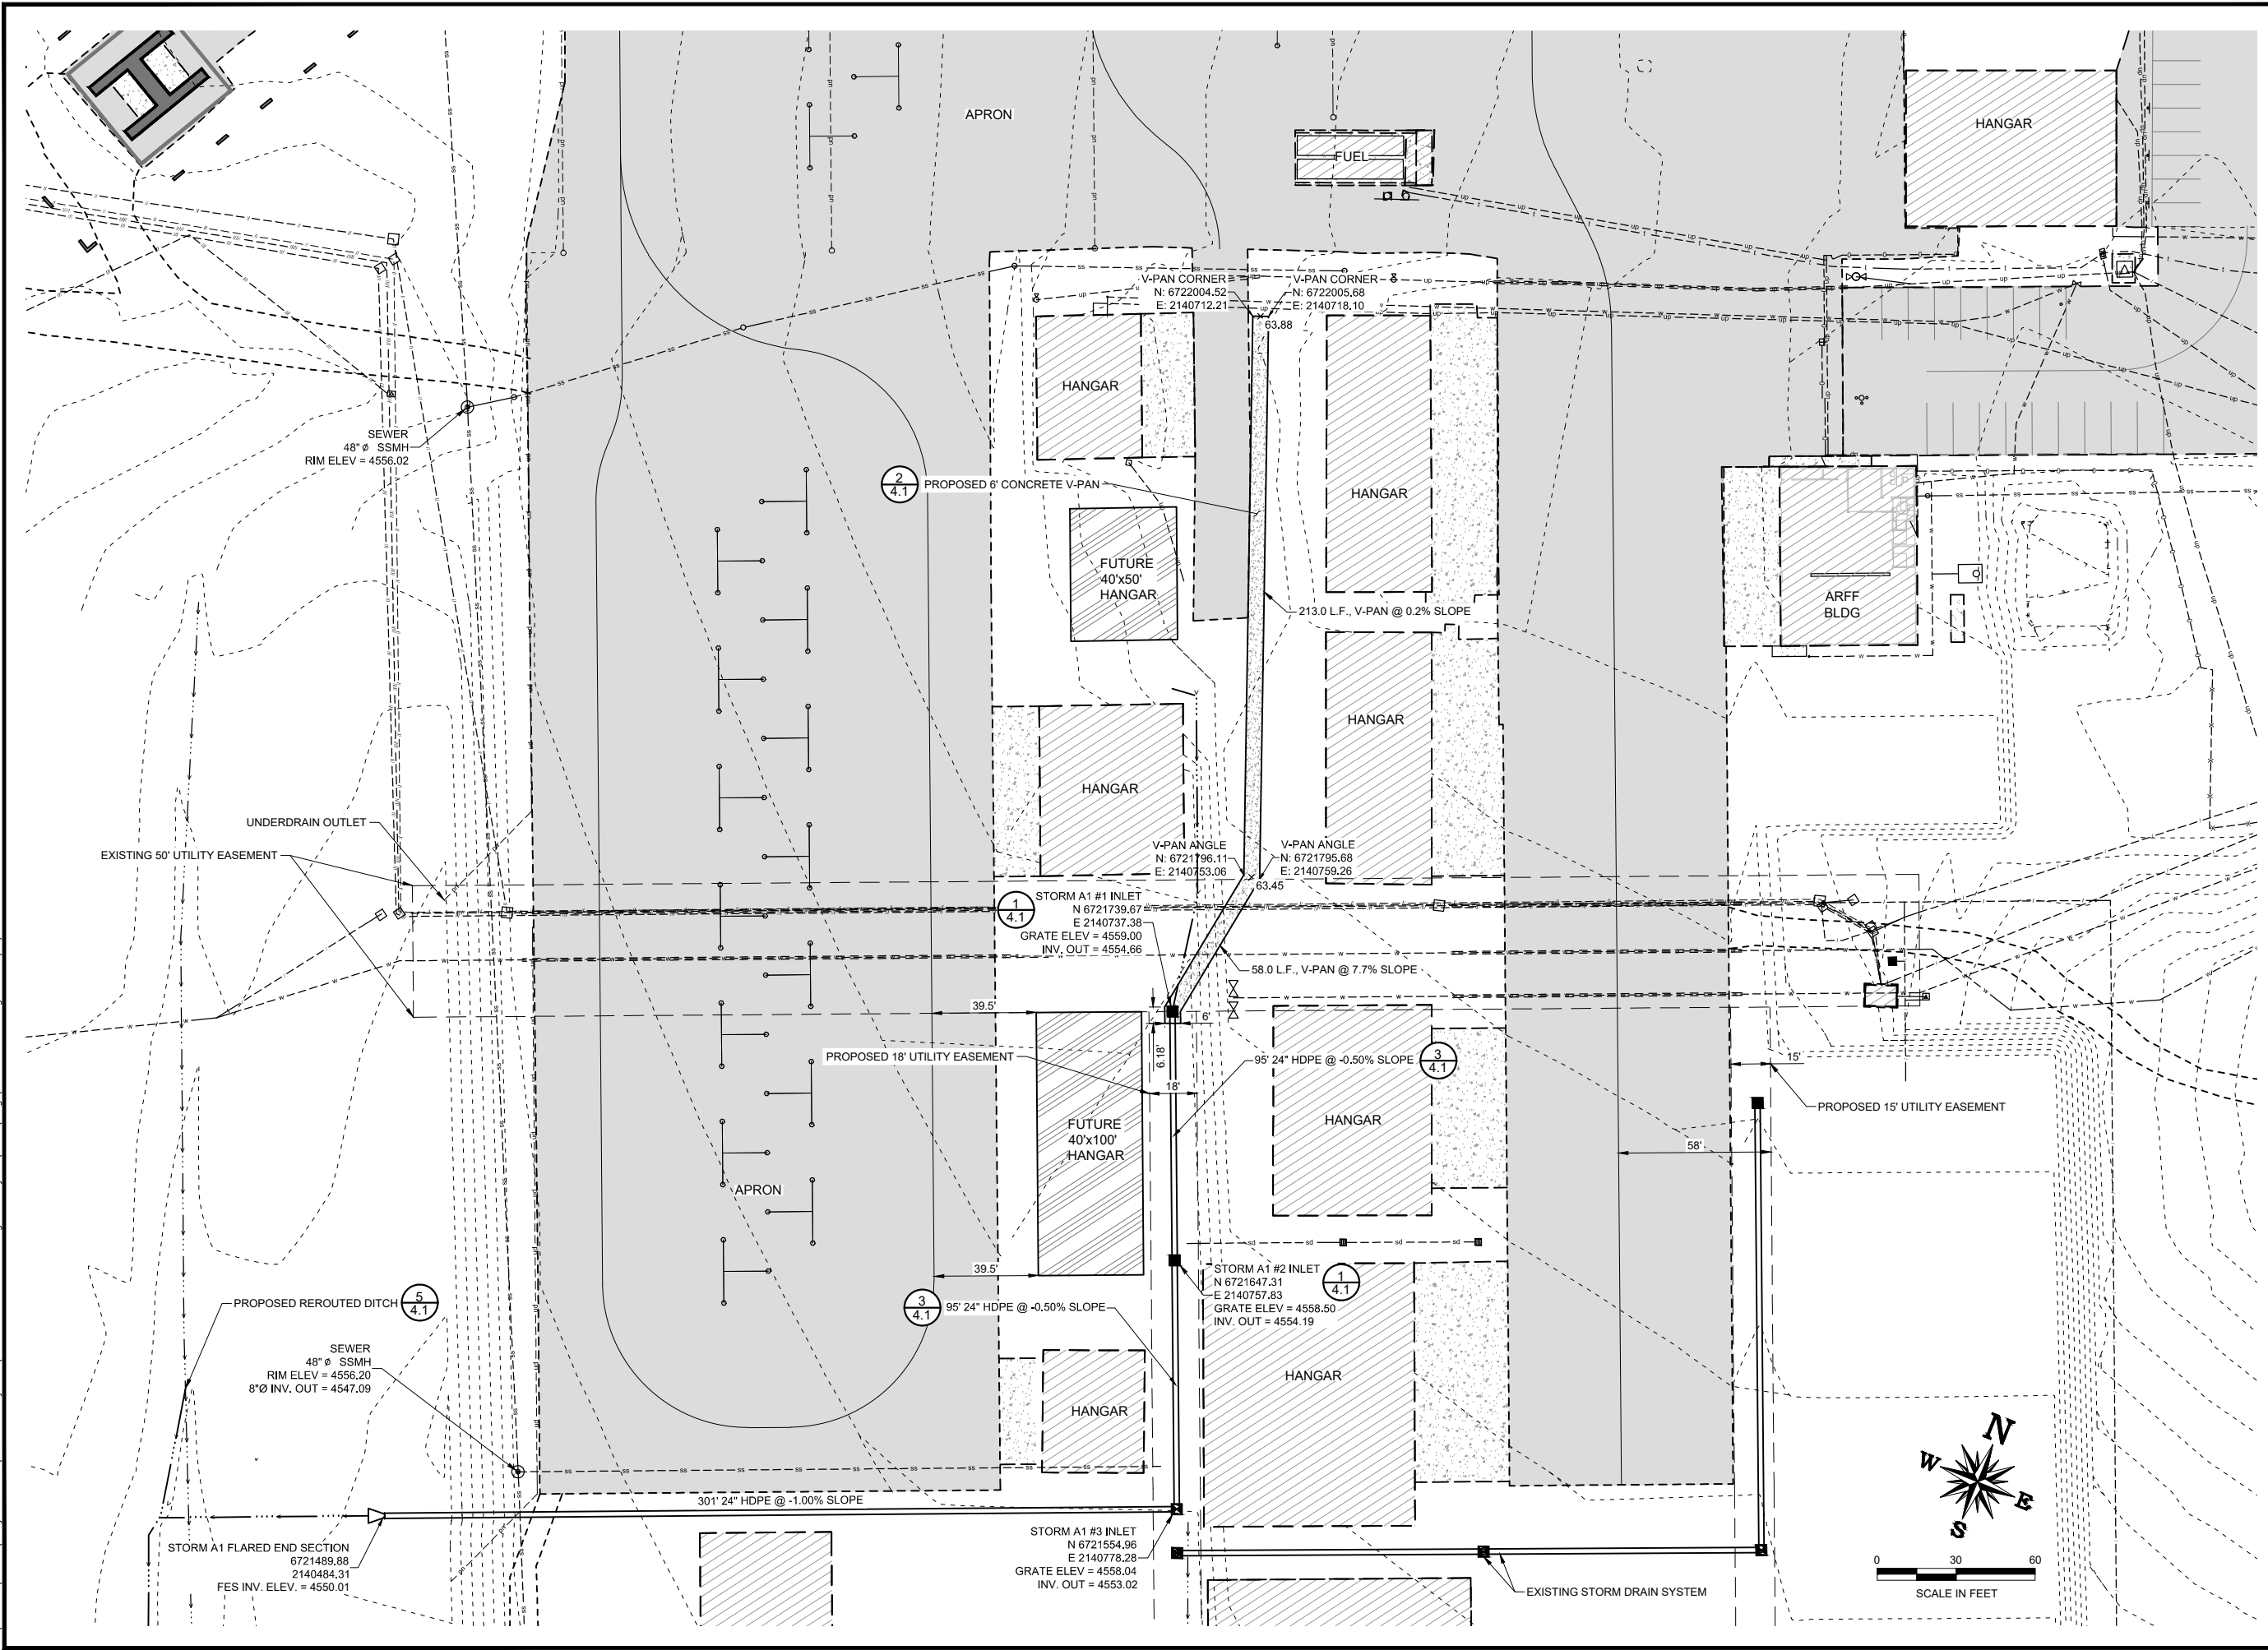 APRON
HANGAR
FUEL
V-PAN CORNER
N: 6722004.52
E: 2140712.21
V-PAN CORNER
N: 6722005.68
E: 2140718.10
63.88
HANGAR
SEWER
48"Ø SSMH
RIM ELEV = 4556.02
2
4.1
PROPOSED 6' CONCRETE V-PAN
HANGAR
FUTURE
40'x50'
HANGAR
213.0 L.F., V-PAN @ 0.2% SLOPE
ARFF
BLDG
HANGAR
HANGAR
UNDERDRAIN OUTLET
EXISTING 50' UTILITY EASEMENT
V-PAN ANGLE
N: 6721796.11
E: 2140753.06
V-PAN ANGLE
N: 6721795.68
E: 2140759.26
63.45
1
4.1
STORM A1 #1 INLET
N 6721739.67
E 2140737.38
GRATE ELEV = 4559.00
INV. OUT = 4554.66
58.0 L.F., V-PAN @ 7.7% SLOPE
39.5'
6'
6.18'
PROPOSED 18' UTILITY EASEMENT
18'
95' 24" HDPE @ -0.50% SLOPE
3
4.1
15'
PROPOSED 15' UTILITY EASEMENT
HANGAR
FUTURE
40'x100'
HANGAR
58'
APRON
39.5'
STORM A1 #2 INLET
N 6721647.31
E 2140757.83
GRATE ELEV = 4558.50
INV. OUT = 4554.19
1
4.1
PROPOSED REROUTED DITCH
5
4.1
3
4.1
95' 24" HDPE @ -0.50% SLOPE
SEWER
48"Ø SSMH
RIM ELEV = 4556.20
8"Ø INV. OUT = 4547.09
HANGAR
HANGAR
301' 24" HDPE @ -1.00% SLOPE
STORM A1 FLARED END SECTION
6721489.88
2140484.31
FES INV. ELEV. = 4550.01
STORM A1 #3 INLET
N 6721554.96
E 2140778.28
GRATE ELEV = 4558.04
INV. OUT = 4553.02
EXISTING STORM DRAIN SYSTEM
N
W
E
S
0 30 60
SCALE IN FEET